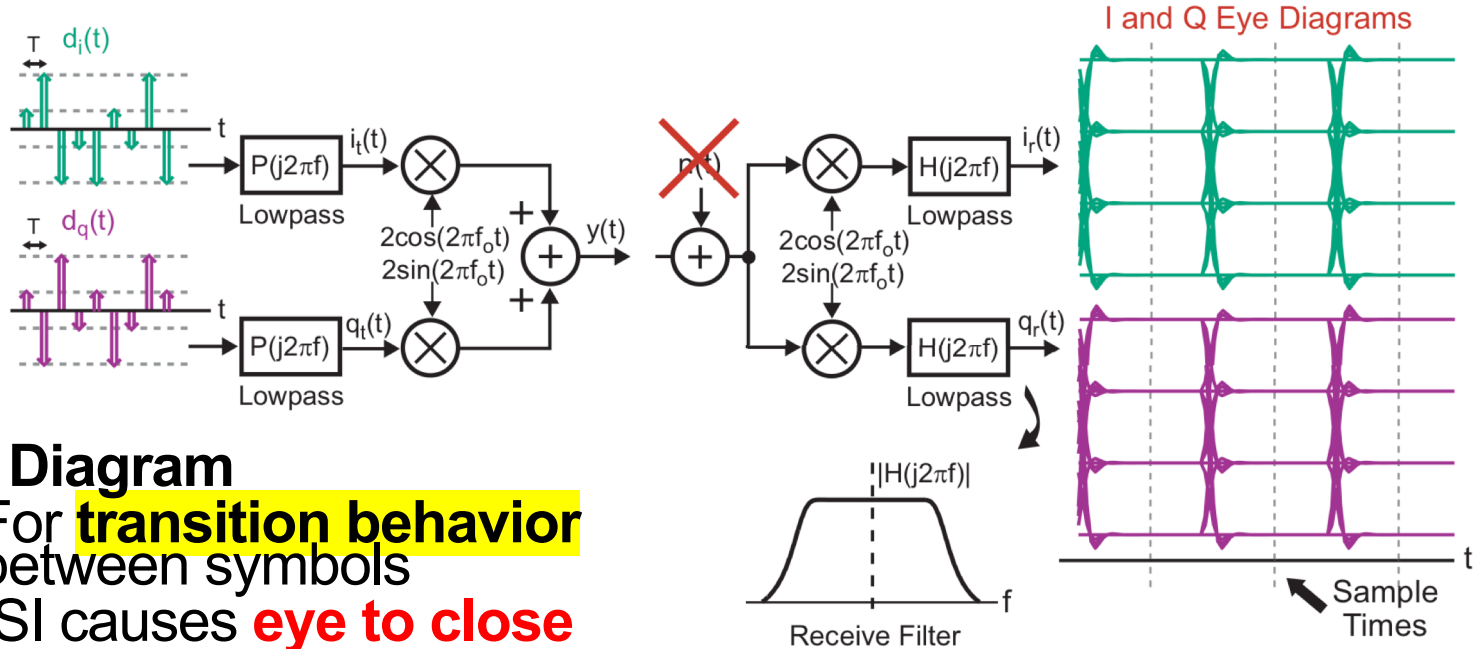 I and Q Eye Diagrams
T dᵢ(t)
t
P(j2πf)
Lowpass
iₜ(t)
2cos(2πfₒt)
2sin(2πfₒt)
+
+
+
y(t)
T d_q(t)
t
P(j2πf)
Lowpass
qₜ(t)
n(t)
+
2cos(2πfₒt)
2sin(2πfₒt)
H(j2πf)
Lowpass
iᵣ(t)
H(j2πf)
Lowpass
qᵣ(t)
t
Sample
Times
|H(j2πf)|
f
Receive Filter
Diagram
For transition behavior
between symbols
SI causes eye to close